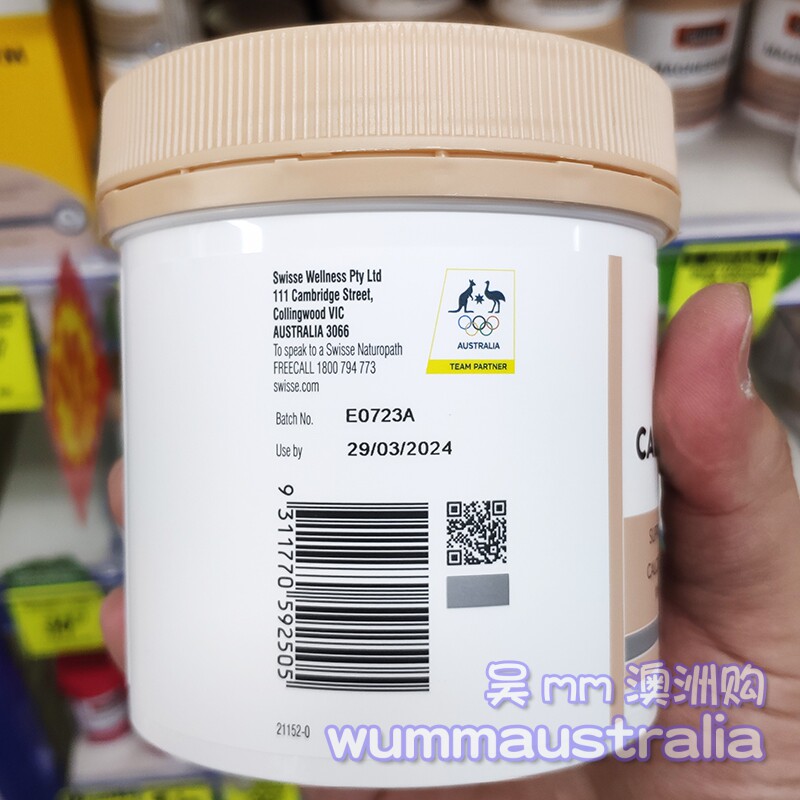 Swisse Wellness Pty Ltd
111 Cambridge Street,
Collingwood VIC
AUSTRALIA 3066
To speak to a Swisse Naturopath
FREECALL 1800 794 773
swisse.com
AUSTRALIA
TEAM PARTNER
Batch No. E0723A
Use by 29/03/2024
9 311770 592505
21152-0
吴mm澳洲购
wummaustralia